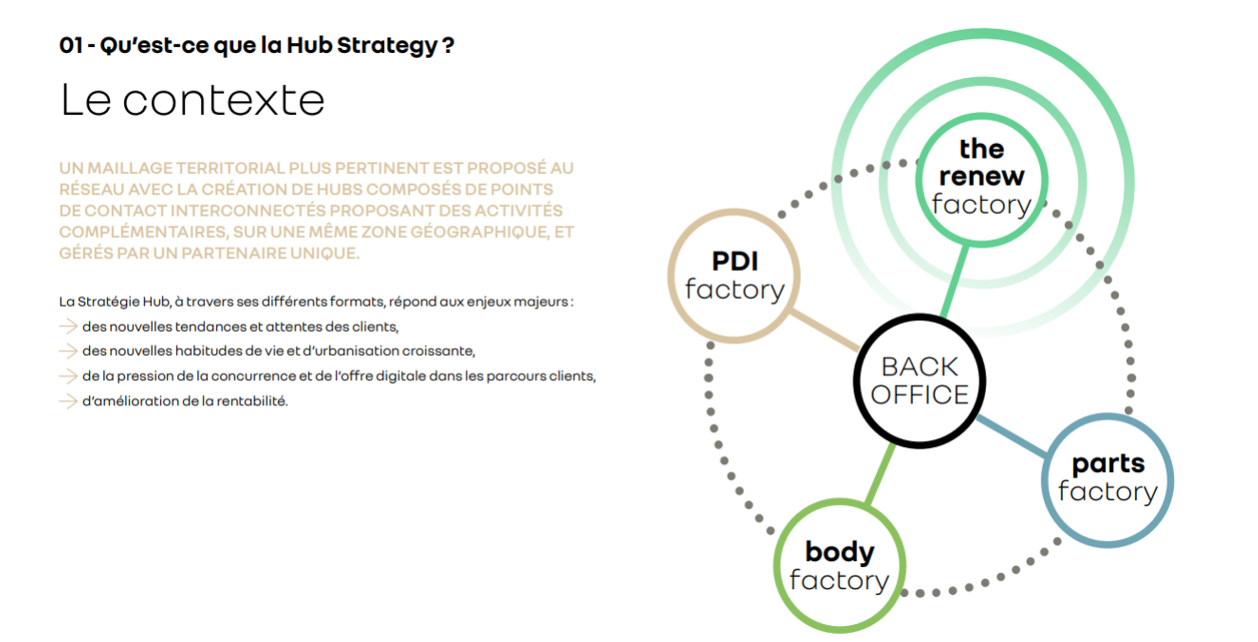 01 - Qu'est-ce que la Hub Strategy ?
Le contexte
UN MAILLAGE TERRITORIAL PLUS PERTINENT EST PROPOSÉ AU
RÉSEAU AVEC LA CRÉATION DE HUBS COMPOSÉS DE POINTS
DE CONTACT INTERCONNECTÉS PROPOSANT DES ACTIVITÉS
COMPLÉMENTAIRES, SUR UNE MÊME ZONE GÉOGRAPHIQUE, ET
GÉRÉS PAR UN PARTENAIRE UNIQUE.
La Stratégie Hub, à travers ses différents formats, répond aux enjeux majeurs :
des nouvelles tendances et attentes des clients,
des nouvelles habitudes de vie et d'urbanisation croissante,
de la pression de la concurrence et de l'offre digitale dans les parcours clients,
d'amélioration de la rentabilité.
the
renew
factory
PDI
factory
BACK
OFFICE
parts
factory
body
factory